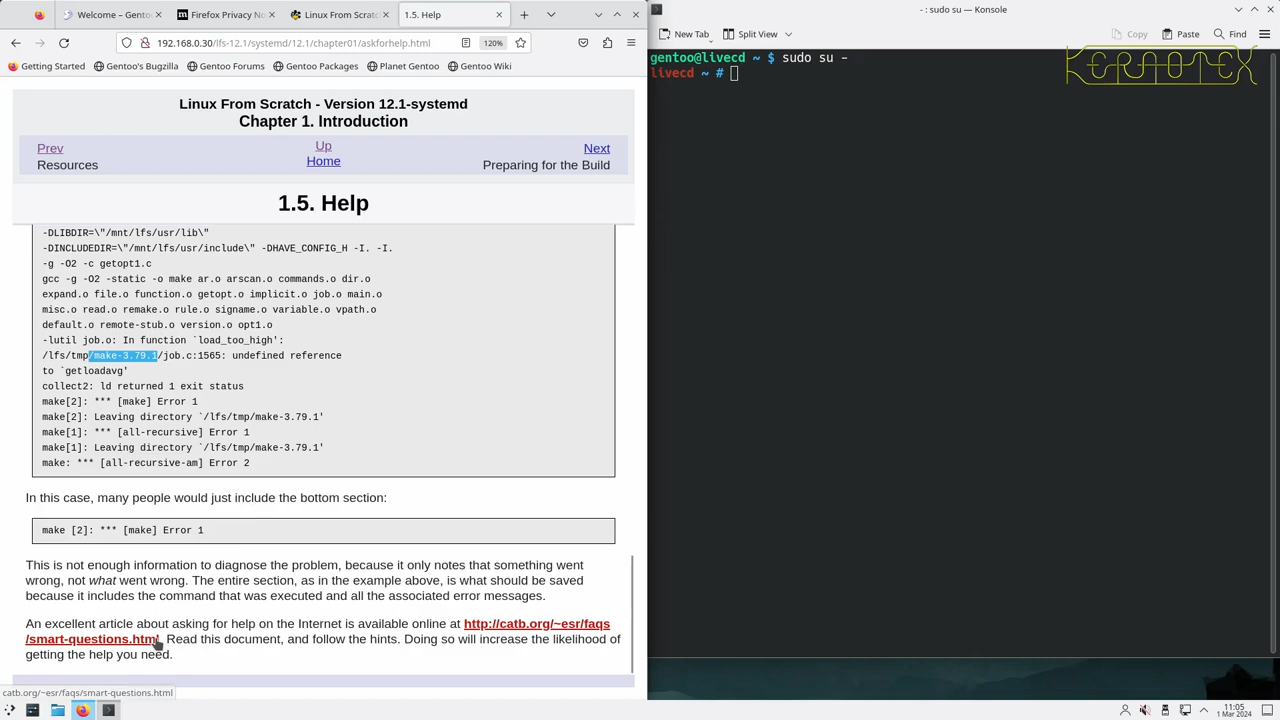 Welcome – Gento
Firefox Privacy No
Linux From Scratc
1.5. Help
- : sudo su — Konsole
192.168.0.30/lfs-12.1/systemd/12.1/chapter01/askforhelp.html
120%
New Tab
Split View
Copy
Paste
Find
Getting Started
Gentoo's Bugzilla
Gentoo Forums
Gentoo Packages
Planet Gentoo
Gentoo Wiki
gentoo@livecd ~ $ sudo su -
livecd ~ #
KERNOTEX
Linux From Scratch - Version 12.1-systemd
Chapter 1. Introduction
Prev
Up
Next
Resources
Home
Preparing for the Build
1.5. Help
-DLIBDIR=\"/mnt/lfs/usr/lib\"
-DINCLUDEDIR=\"/mnt/lfs/usr/include\" -DHAVE_CONFIG_H -I. -I.
-g -O2 -c getopt1.c
gcc -g -O2 -static -o make ar.o arscan.o commands.o dir.o
expand.o file.o function.o getopt.o implicit.o job.o main.o
misc.o read.o remake.o rule.o signame.o variable.o vpath.o
default.o remote-stub.o version.o opt1.o
-lutil job.o: In function `load_too_high':
/lfs/tmp/make-3.79.1/job.c:1565: undefined reference
to `getloadavg'
collect2: ld returned 1 exit status
make[2]: *** [make] Error 1
make[2]: Leaving directory `/lfs/tmp/make-3.79.1'
make[1]: *** [all-recursive] Error 1
make[1]: Leaving directory `/lfs/tmp/make-3.79.1'
make: *** [all-recursive-am] Error 2
In this case, many people would just include the bottom section:
make [2]: *** [make] Error 1
This is not enough information to diagnose the problem, because it only notes that something went
wrong, not what went wrong. The entire section, as in the example above, is what should be saved
because it includes the command that was executed and all the associated error messages.
An excellent article about asking for help on the Internet is available online at http://catb.org/~esr/faqs
/smart-questions.html. Read this document, and follow the hints. Doing so will increase the likelihood of
getting the help you need.
catb.org/~esr/faqs/smart-questions.html
11:05
1 Mar 2024